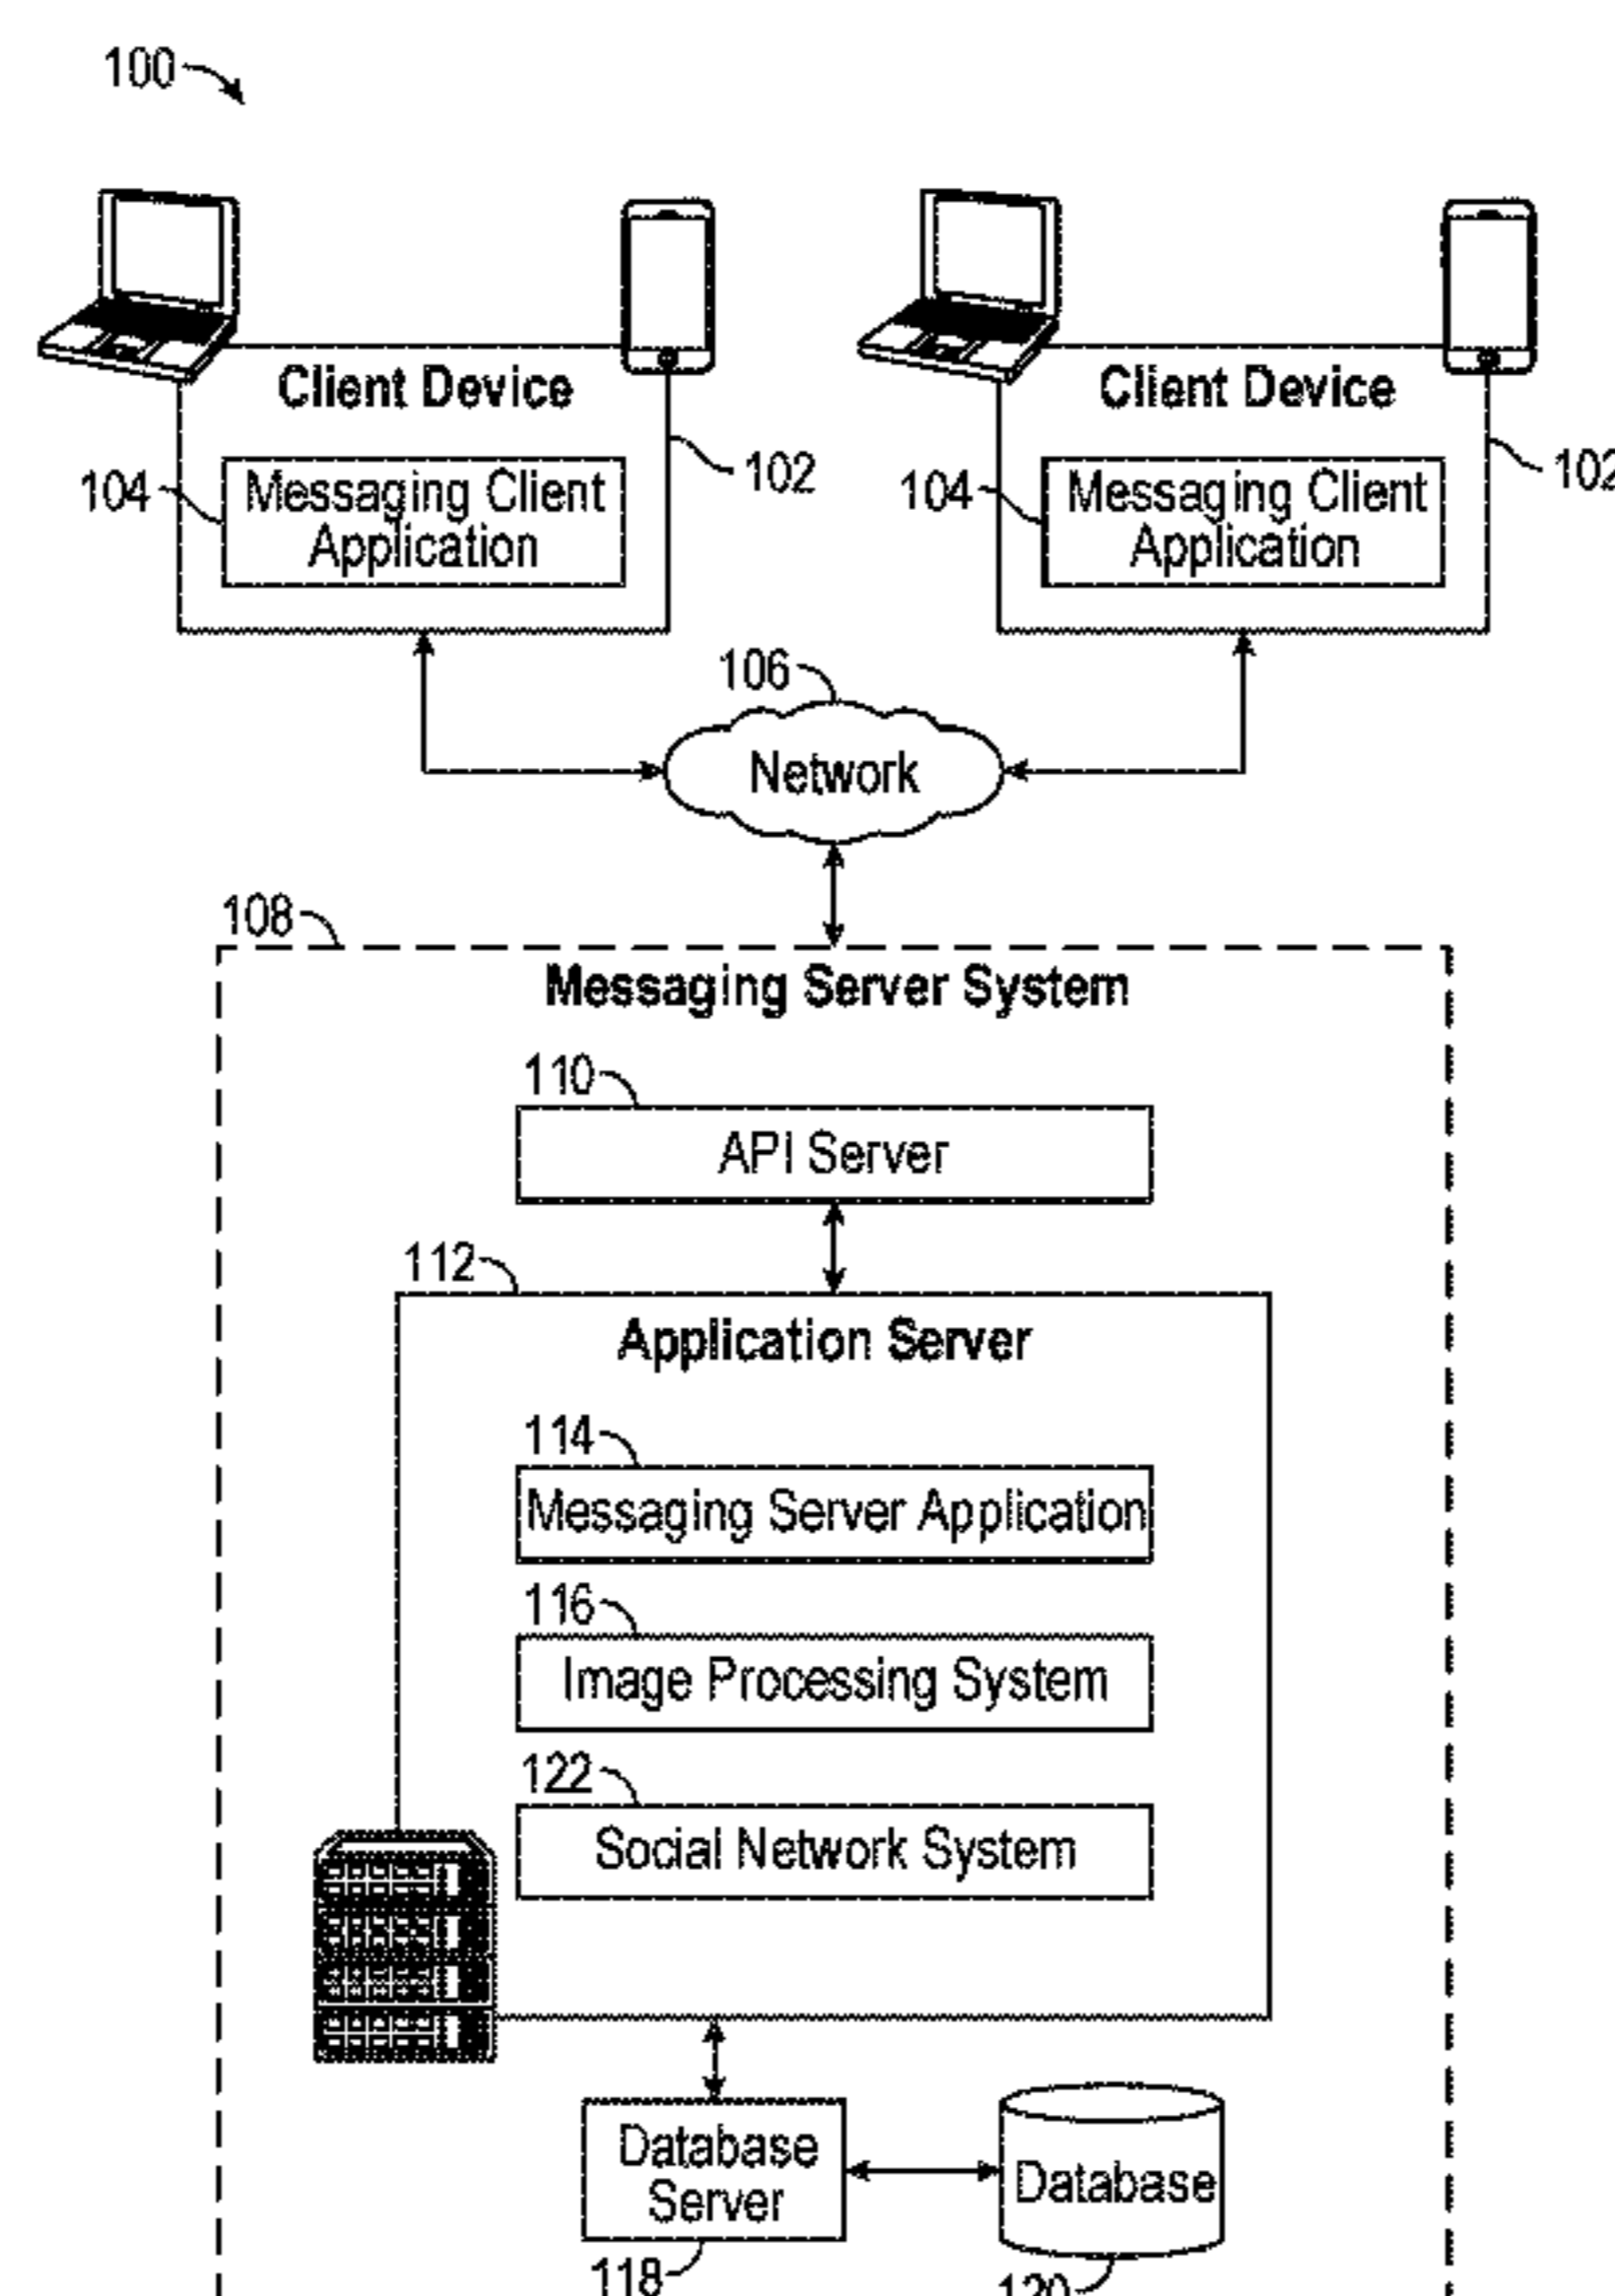 100
Client Device
Client Device
102
102
104
Messaging Client
Application
104
Messaging Client
Application
106
Network
108
Messaging Server System
110
API Server
112
Application Server
114
Messaging Server Application
116
Image Processing System
122
Social Network System
Database
Server
Database
118
120